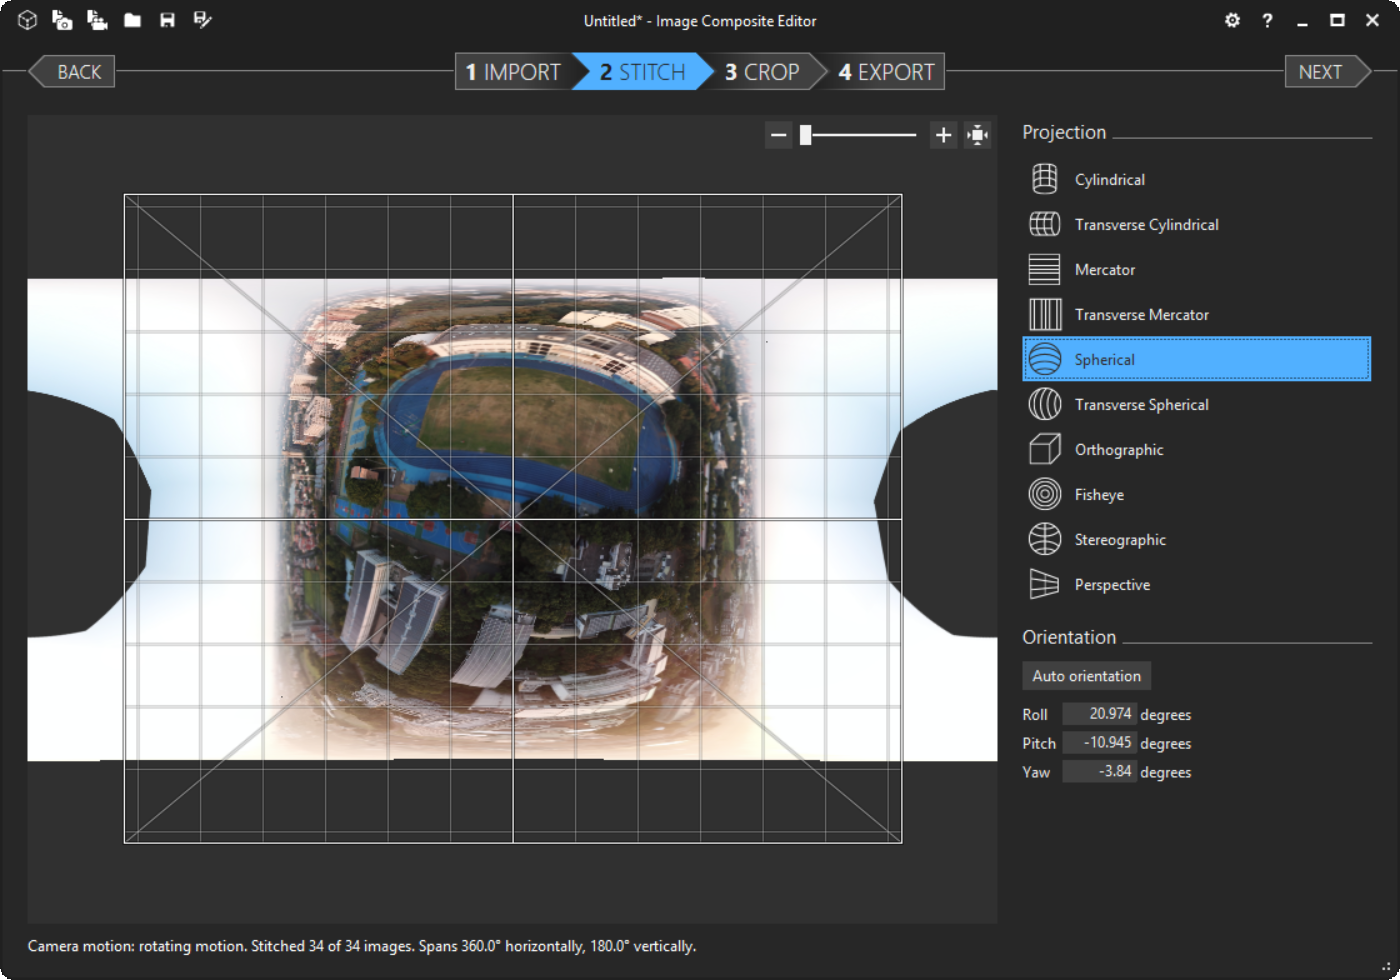 Untitled* - Image Composite Editor
?
BACK
1 IMPORT
2 STITCH
3 CROP
4 EXPORT
NEXT
Projection
Cylindrical
Transverse Cylindrical
Mercator
Transverse Mercator
Spherical
Transverse Spherical
Orthographic
Fisheye
Stereographic
Perspective
Orientation
Auto orientation
Roll 20.974 degrees
Pitch -10.945 degrees
Yaw -3.84 degrees
Camera motion: rotating motion. Stitched 34 of 34 images. Spans 360.0° horizontally, 180.0° vertically.